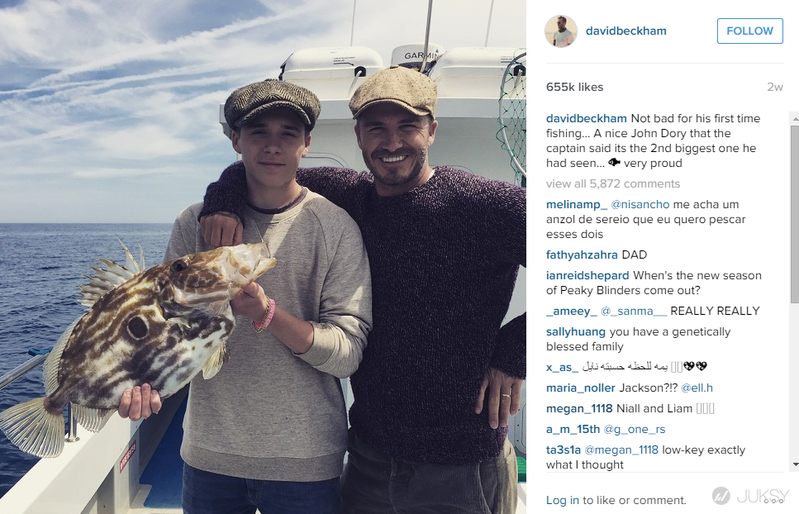 GARMIN
davidbeckham
FOLLOW
655k likes
2w
davidbeckham Not bad for his first time
fishing... A nice John Dory that the
captain said its the 2nd biggest one he
had seen... 🐟 very proud
view all 5,872 comments
melinamp_ @nisancho me acha um
anzol de sereio que eu quero pescar
esses dois
fathyahzahra DAD
ianreidshepard When's the new season
of Peaky Blinders come out?
_ameey_ @_sanma__ REALLY REALLY
sallyhuang you have a genetically
blessed family
x_as_ يمه للحظه حسبته نايل 💖💖
maria_noller Jackson?!? @ell.h
megan_1118 Niall and Liam
a_m_15th @g_one_rs
ta3s1a @megan_1118 low-key exactly
what I thought
Log in to like or comment.
JUKSY